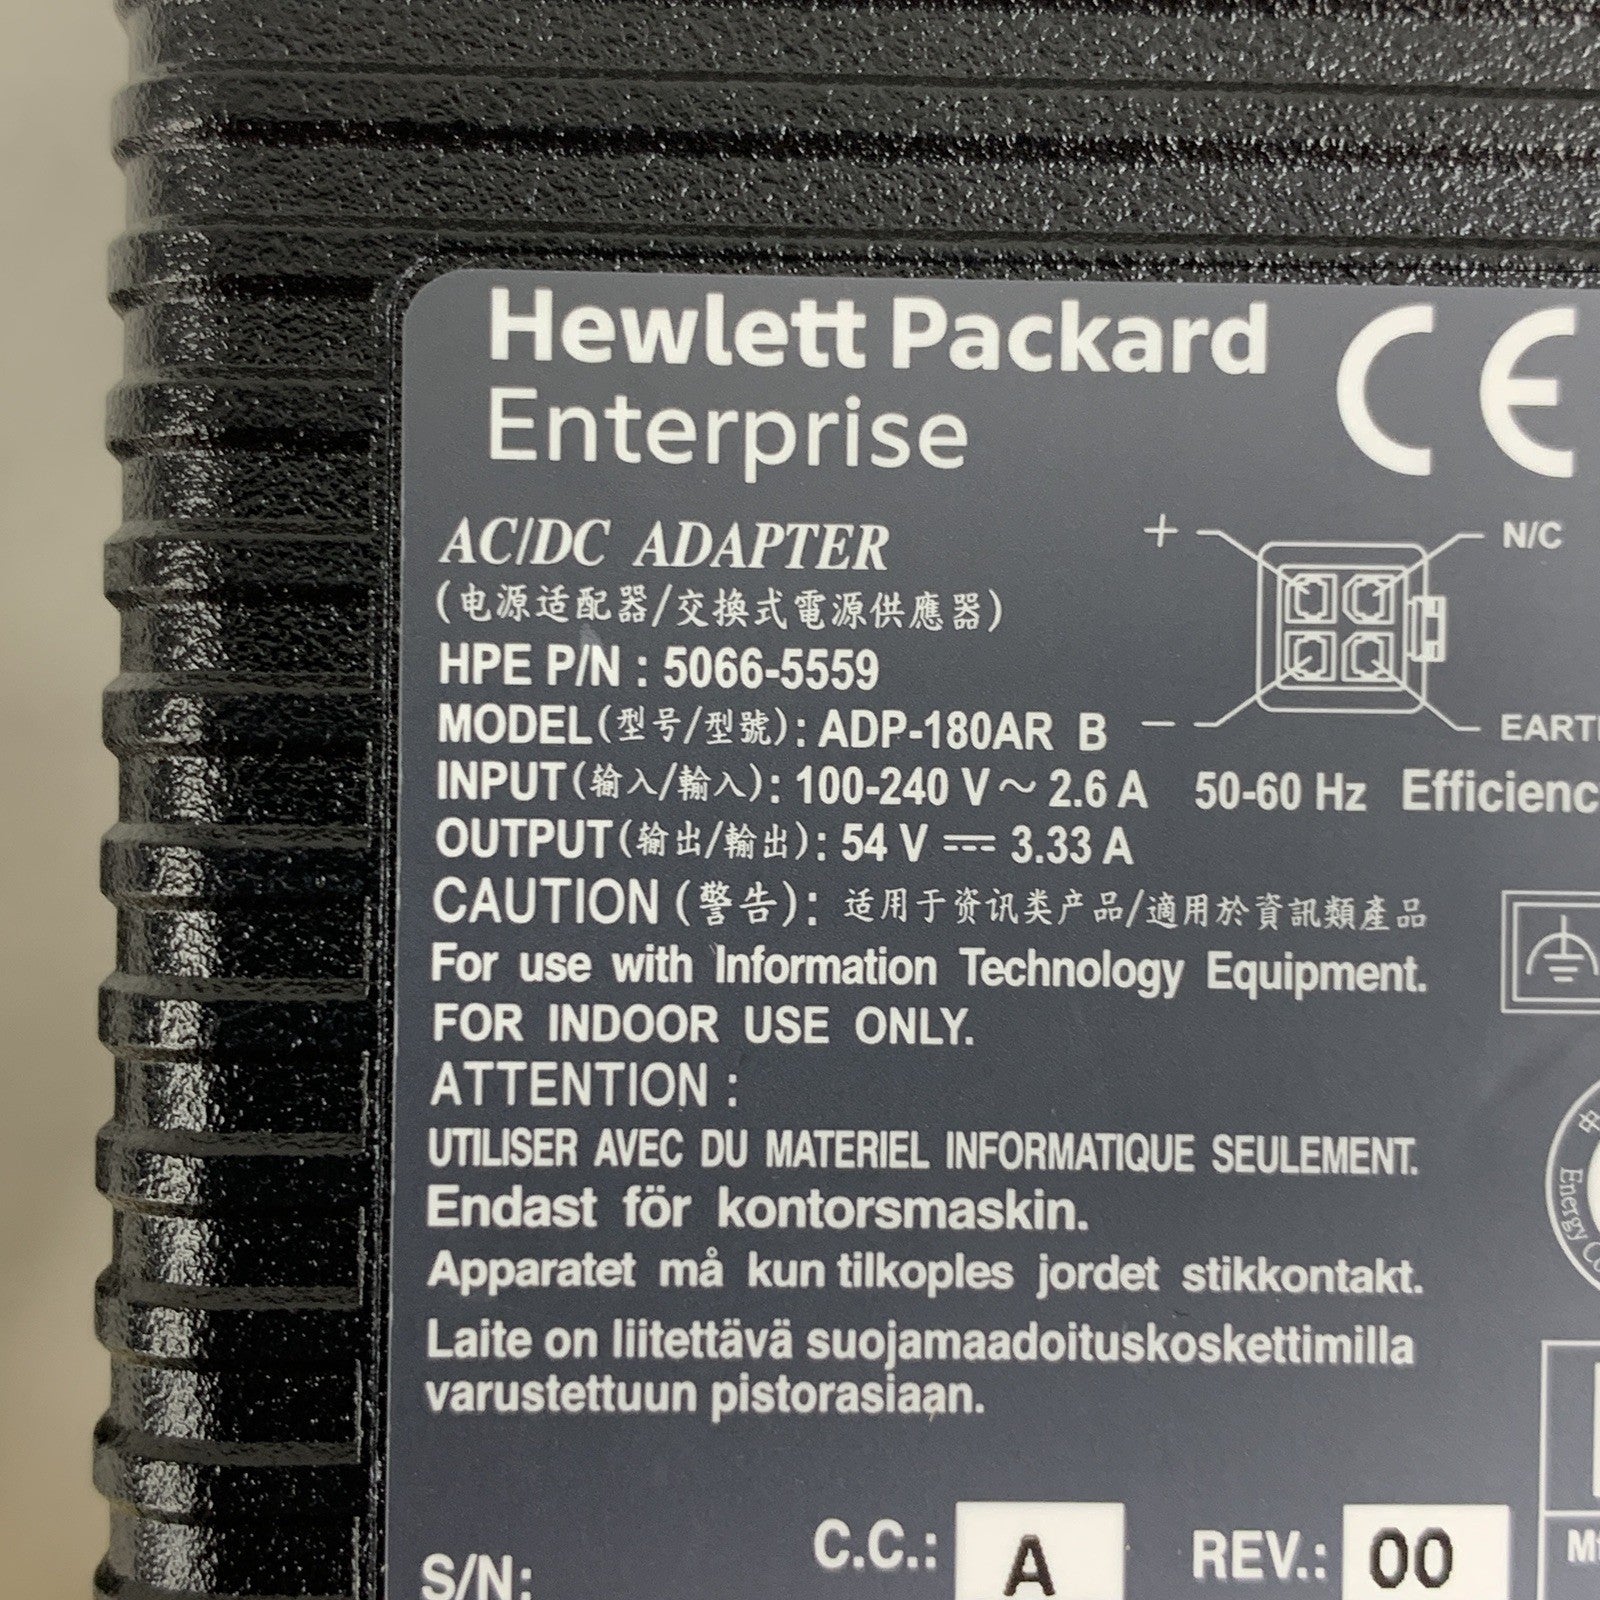 Hewlett Packard
Enterprise
CE
AC/DC ADAPTER
(电源适配器/交换式電源供應器)
+ N/C
HPE P/N : 5066-5559
MODEL(型号/型號): ADP-180AR B
− EARTH
INPUT(输入/輸入): 100-240 V ~ 2.6 A 50-60 Hz Efficienc
OUTPUT(输出/輸出): 54 V ⎓ 3.33 A
CAUTION (警告): 适用于资讯类产品/適用於資訊類產品
For use with Information Technology Equipment.
FOR INDOOR USE ONLY.
ATTENTION :
UTILISER AVEC DU MATERIEL INFORMATIQUE SEULEMENT.
Endast för kontorsmaskin.
Apparatet må kun tilkoples jordet stikkontakt.
Laite on liitettävä suojamaadoituskoskettimilla
varustettuun pistorasiaan.
Energy Co
C.C.: A REV.: 00
S/N: